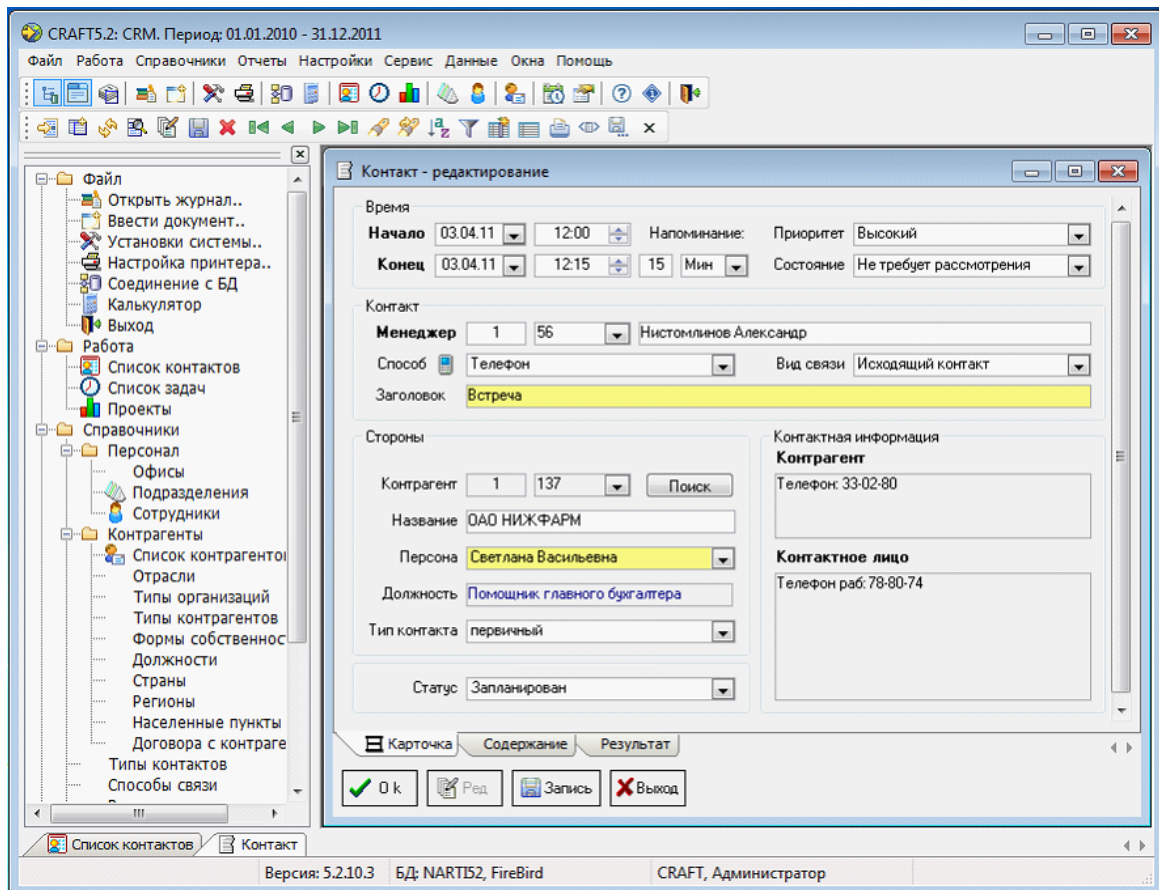 CRAFT5.2: CRM. Период: 01.01.2010 - 31.12.2011
Файл Работа Справочники Отчеты Настройки Сервис Данные Окна Помощь
Файл
Открыть журнал..
Ввести документ..
Установки системы..
Настройка принтера..
Соединение с БД
Калькулятор
Выход
Работа
Список контактов
Список задач
Проекты
Справочники
Персонал
Офисы
Подразделения
Сотрудники
Контрагенты
Список контрагенто
Отрасли
Типы организаций
Типы контрагентов
Формы собственнос
Должности
Страны
Регионы
Населенные пункты
Договора с контраге
Типы контактов
Способы связи
Контакт - редактирование
Время
Начало 03.04.11 12:00 Напоминание: Приоритет Высокий
Конец 03.04.11 12:15 15 Мин Состояние Не требует рассмотрения
Контакт
Менеджер 1 56 Нистомлинов Александр
Способ Телефон Вид связи Исходящий контакт
Заголовок Встреча
Стороны
Контрагент 1 137 Поиск
Название ОАО НИЖФАРМ
Персона Светлана Васильевна
Должность Помощник главного бухгалтера
Тип контакта первичный
Статус Запланирован
Контактная информация
Контрагент
Телефон: 33-02-80
Контактное лицо
Телефон раб: 78-80-74
Карточка Содержание Результат
Ok Ред Запись Выход
Список контактов Контакт
Версия: 5.2.10.3 БД: NARTI52, FireBird CRAFT, Администратор